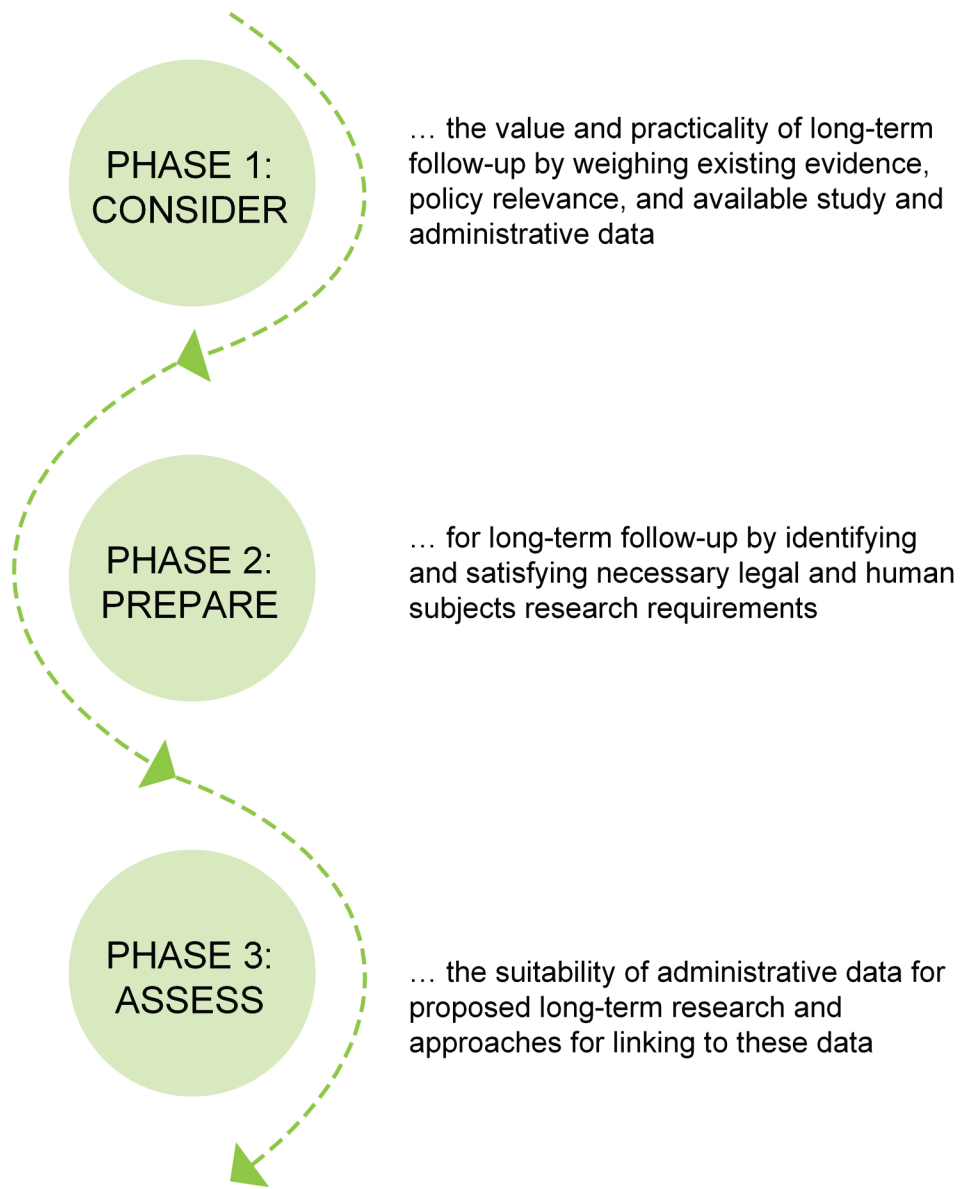 PHASE 1:
CONSIDER
… the value and practicality of long-term
follow-up by weighing existing evidence,
policy relevance, and available study and
administrative data
PHASE 2:
PREPARE
… for long-term follow-up by identifying
and satisfying necessary legal and human
subjects research requirements
PHASE 3:
ASSESS
… the suitability of administrative data for
proposed long-term research and
approaches for linking to these data